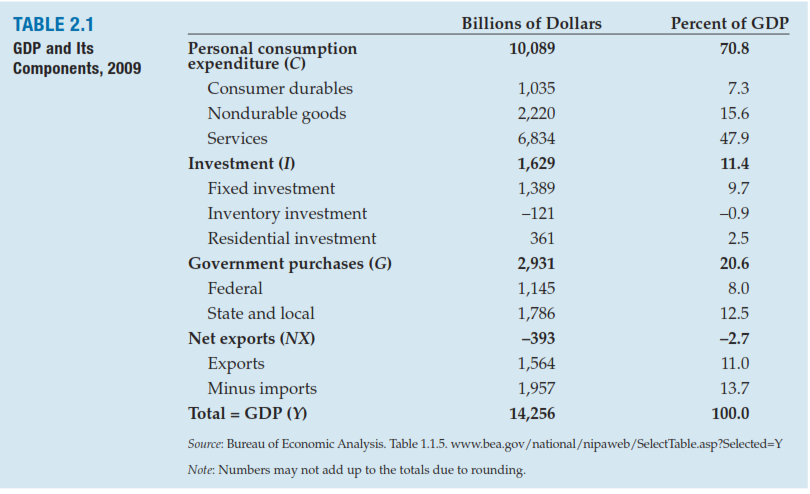 TABLE 2.1
GDP and Its
Components, 2009
Billions of Dollars Percent of GDP
Personal consumption
expenditure (C) 10,089 70.8
Consumer durables 1,035 7.3
Nondurable goods 2,220 15.6
Services 6,834 47.9
Investment (I) 1,629 11.4
Fixed investment 1,389 9.7
Inventory investment –121 –0.9
Residential investment 361 2.5
Government purchases (G) 2,931 20.6
Federal 1,145 8.0
State and local 1,786 12.5
Net exports (NX) –393 –2.7
Exports 1,564 11.0
Minus imports 1,957 13.7
Total = GDP (Y) 14,256 100.0
Source: Bureau of Economic Analysis. Table 1.1.5. www.bea.gov/national/nipaweb/SelectTable.asp?Selected=Y
Note: Numbers may not add up to the totals due to rounding.